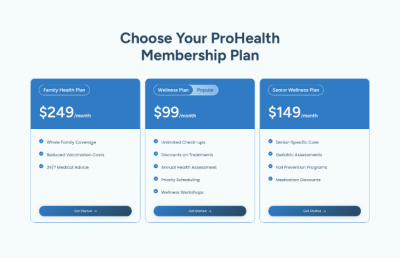 Choose Your ProHealth
Membership Plan
Family Health Plan
$249/month
Whole Family Coverage
Reduced Vaccination Costs
24/7 Medical Advice
Get Started →
Wellness Plan
Popular
$99/month
Unlimited Check-ups
Discounts on Treatments
Annual Health Assessment
Priority Scheduling
Wellness Workshops
Get Started →
Senior Wellness Plan
$149/month
Senior-Specific Care
Geriatric Assessments
Fall Prevention Programs
Medication Discounts
Get Started →